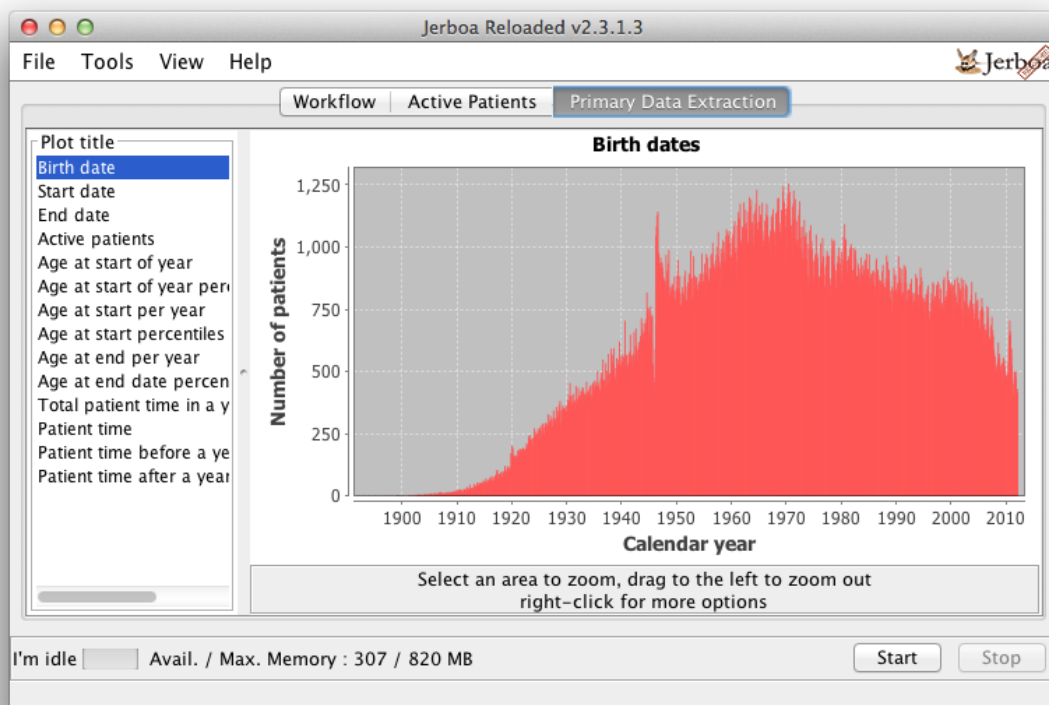 Jerboa Reloaded v2.3.1.3
File Tools View Help
Jerboa
Workflow Active Patients Primary Data Extraction
Plot title
Birth date
Start date
End date
Active patients
Age at start of year
Age at start of year per
Age at start per year
Age at start percentiles
Age at end per year
Age at end date percen
Total patient time in a y
Patient time
Patient time before a ye
Patient time after a year
Birth dates
Number of patients
1,250
1,000
750
500
250
0
1900 1910 1920 1930 1940 1950 1960 1970 1980 1990 2000 2010
Calendar year
Select an area to zoom, drag to the left to zoom out
right-click for more options
I'm idle Avail. / Max. Memory : 307 / 820 MB Start Stop